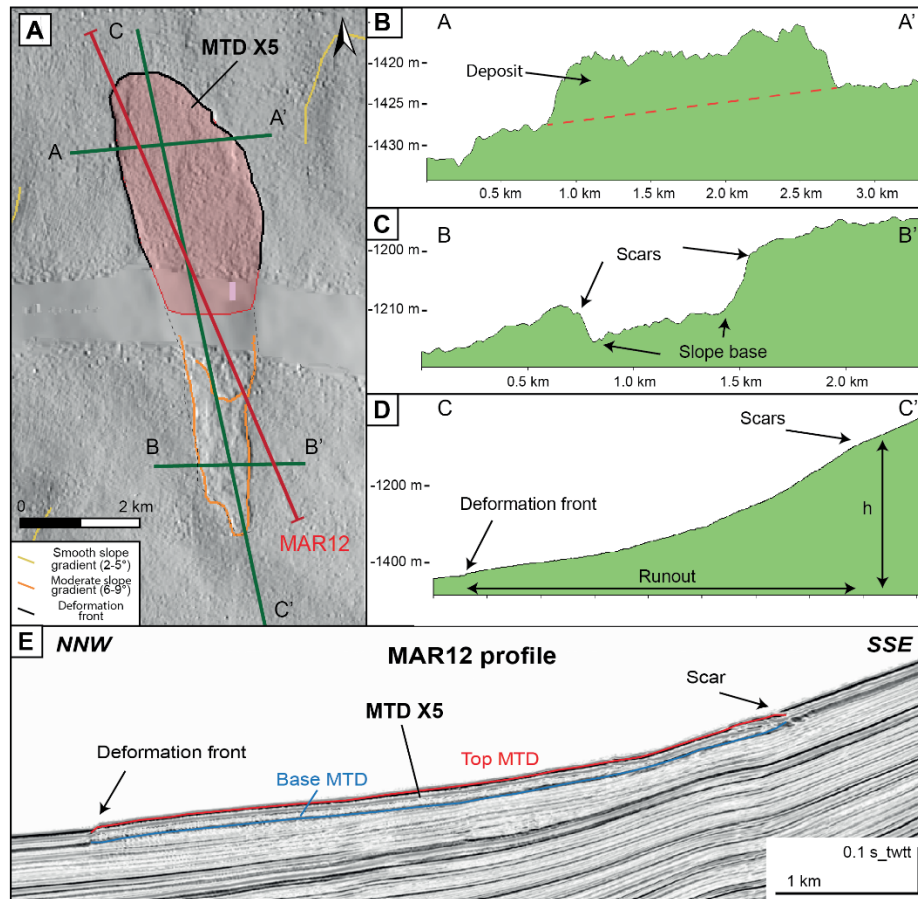 A
C
MTD X5
A'
A
B
B'
0
2 km
MAR12
Smooth slope
gradient (2-5°)
Moderate slope
gradient (6-9°)
Deformation
front
C'
B
A
A'
-1420 m
-1425 m
-1430 m
Deposit
0.5 km
1.0 km
1.5 km
2.0 km
2.5 km
3.0 km
C
B
B'
-1200 m
-1210 m
Scars
Slope base
0.5 km
1.0 km
1.5 km
2.0 km
D
C
C'
Scars
-1200 m
Deformation front
h
-1400 m
Runout
E
NNW
MAR12 profile
SSE
Scar
MTD X5
Deformation front
Top MTD
Base MTD
0.1 s_twtt
1 km